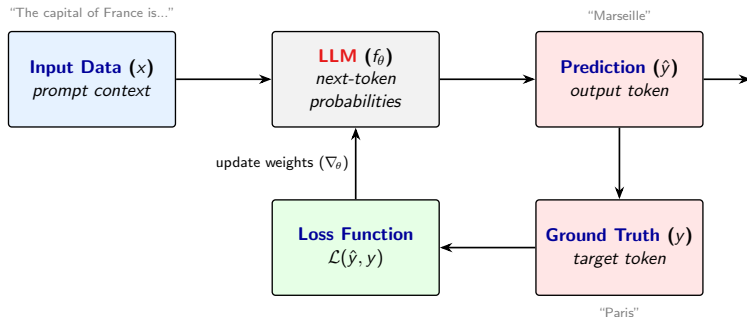 “The capital of France is...”
“Marseille”
Input Data (x)
prompt context
LLM (f_θ)
next-token
probabilities
Prediction (ŷ)
output token
update weights (∇_θ)
Loss Function
ℒ(ŷ, y)
Ground Truth (y)
target token
“Paris”